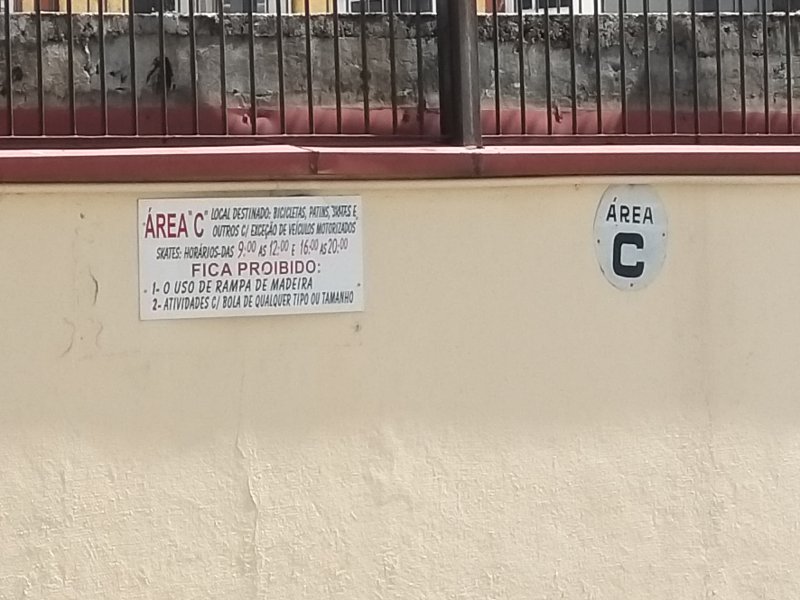 ÁREA "C" LOCAL DESTINADO: BICICLETAS, PATINS, SKATES E
OUTROS C/ EXCEÇÃO DE VEÍCULOS MOTORIZADOS
SKATES: HORÁRIOS-DAS 9:00 AS 12:00 E 16:00 AS 20:00
FICA PROIBIDO:
1- O USO DE RAMPA DE MADEIRA
2- ATIVIDADES C/ BOLA DE QUALQUER TIPO OU TAMANHO
ÁREA
C